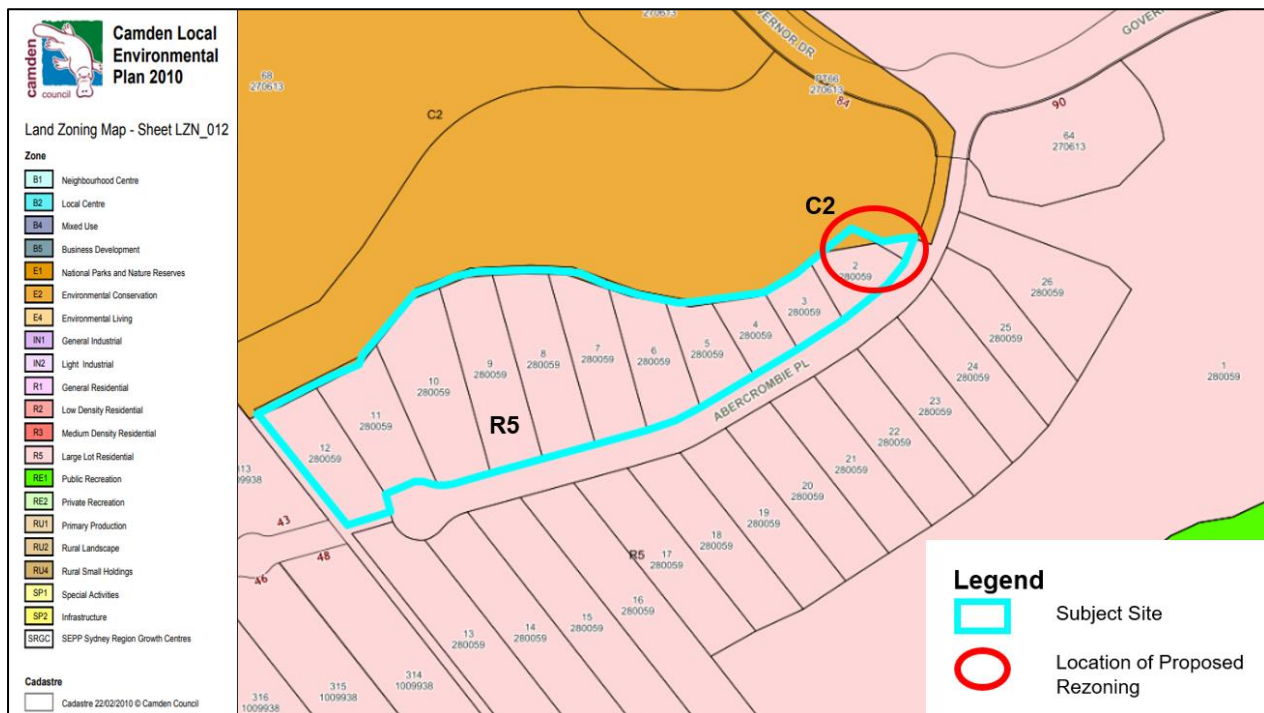 camden
council
Camden Local
Environmental
Plan 2010
Land Zoning Map - Sheet LZN_012
Zone
B1 Neighbourhood Centre
B2 Local Centre
B4 Mixed Use
B5 Business Development
E1 National Parks and Nature Reserves
E2 Environmental Conservation
E4 Environmental Living
IN1 General Industrial
IN2 Light Industrial
R1 General Residential
R2 Low Density Residential
R3 Medium Density Residential
R5 Large Lot Residential
RE1 Public Recreation
RE2 Private Recreation
RU1 Primary Production
RU2 Rural Landscape
RU4 Rural Small Holdings
SP1 Special Activities
SP2 Infrastructure
SRGC SEPP Sydney Region Growth Centres
Cadastre
Cadastre 22/02/2010 © Camden Council
270613
VERNOR DR
GOVER
68
270613
C2
PT66
270613
84
90
64
270613
C2
2
280059
3
280059
4
280059
5
280059
6
280059
7
280059
8
280059
9
280059
10
280059
11
280059
12
280059
R5
ABERCROMBIE PL
26
280059
25
280059
24
280059
23
280059
22
280059
21
280059
20
280059
19
280059
18
280059
R5
17
280059
16
280059
15
280059
14
280059
13
280059
1
280059
313
009938
43
48
46
314
1009938
315
1009938
316
1009938
Legend
Subject Site
Location of Proposed
Rezoning